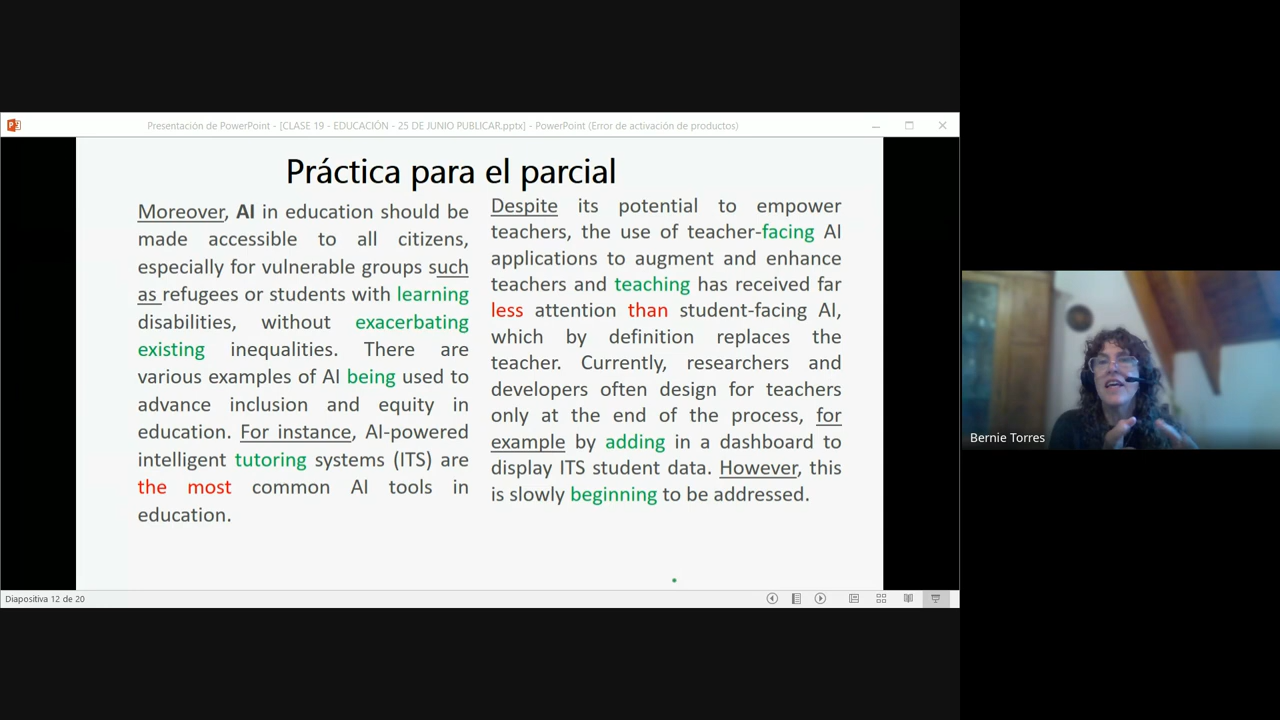 Presentación de PowerPoint - [CLASE 19 - EDUCACIÓN - 25 DE JUNIO PUBLICAR.pptx] - PowerPoint (Error de activación de productos)
Práctica para el parcial
Moreover, AI in education should be
made accessible to all citizens,
especially for vulnerable groups such
as refugees or students with learning
disabilities, without exacerbating
existing inequalities. There are
various examples of AI being used to
advance inclusion and equity in
education. For instance, AI-powered
intelligent tutoring systems (ITS) are
the most common AI tools in
education.
Despite its potential to empower
teachers, the use of teacher-facing AI
applications to augment and enhance
teachers and teaching has received far
less attention than student-facing AI,
which by definition replaces the
teacher. Currently, researchers and
developers often design for teachers
only at the end of the process, for
example by adding in a dashboard to
display ITS student data. However, this
is slowly beginning to be addressed.
Bernie Torres
Diapositiva 12 de 20